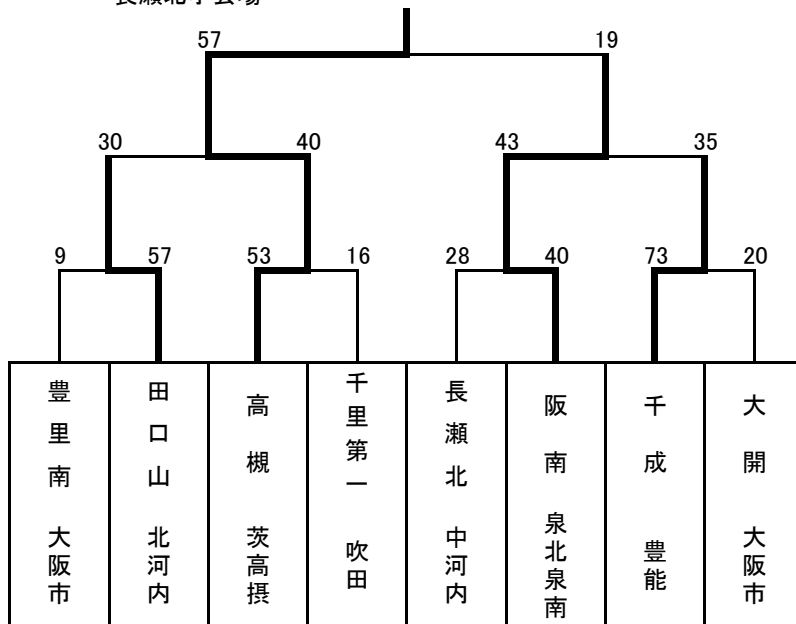 57 19
30 40 43 35
9 57 53 16 28 40 73 20
豊里南 大阪市
田口山 北河内
高槻 茨高摂
千里第一 吹田
長瀬北 中河内
阪南 泉北泉南
千成 豊能
大開 大阪市